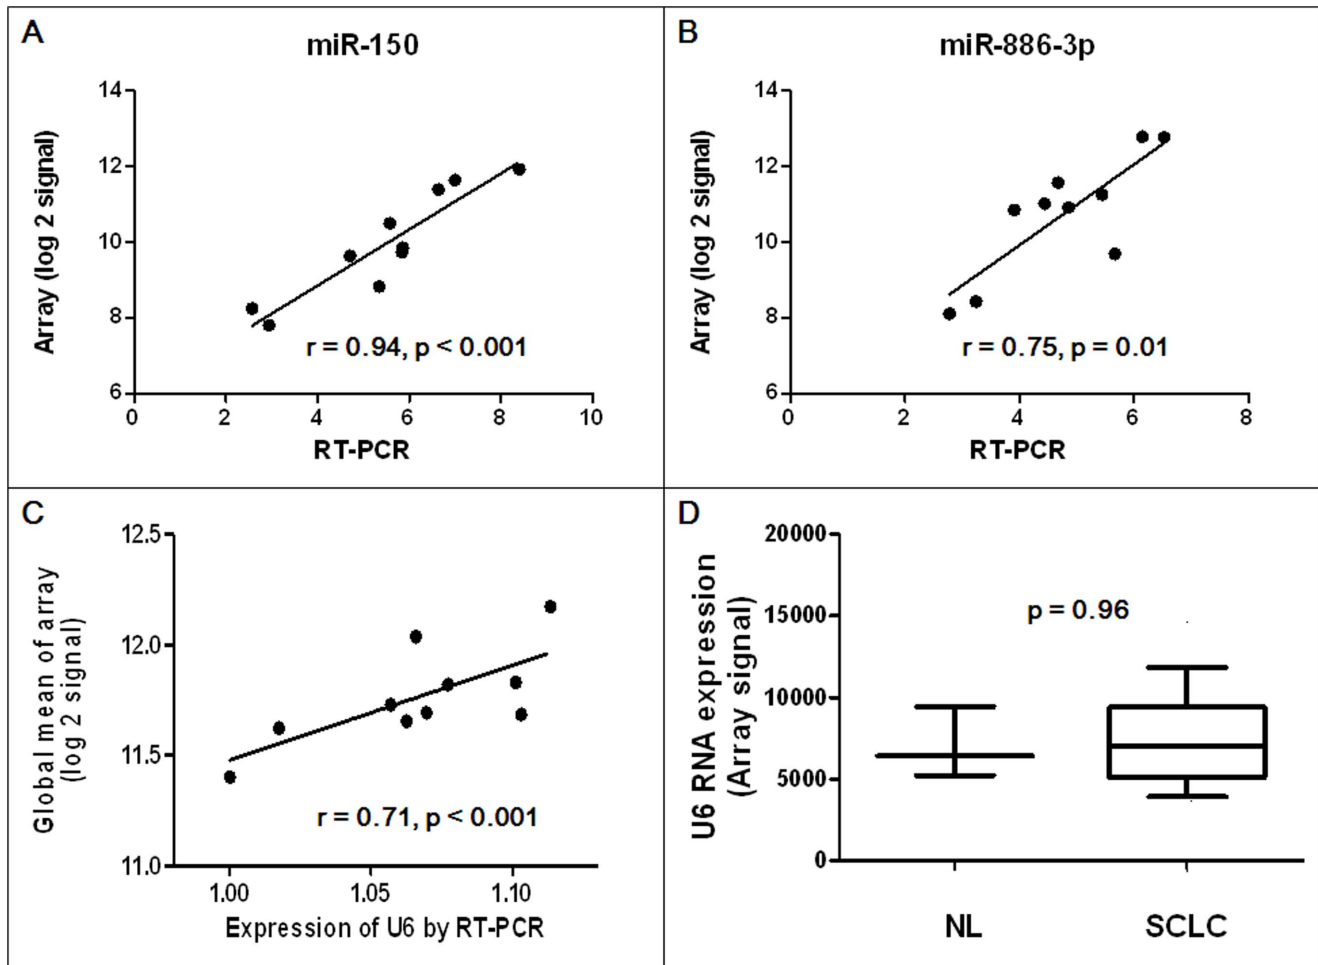 A
miR-150
Array (log 2 signal)
14
12
10
8
6
0
2
4
6
8
10
r = 0.94, p < 0.001
RT-PCR
B
miR-886-3p
Array (log 2 signal)
14
12
10
8
6
0
2
4
6
8
r = 0.75, p = 0.01
RT-PCR
C
Global mean of array
(log 2 signal)
12.5
12.0
11.5
11.0
1.00
1.05
1.10
r = 0.71, p < 0.001
Expression of U6 by RT-PCR
D
U6 RNA expression
(Array signal)
20000
15000
10000
5000
0
p = 0.96
NL
SCLC